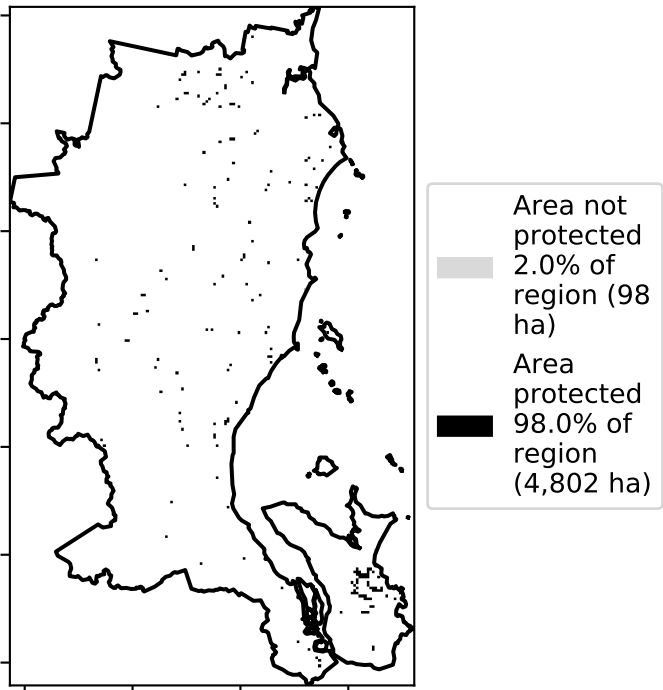 Area not
protected
2.0% of
region (98
ha)
Area
protected
98.0% of
region
(4,802 ha)